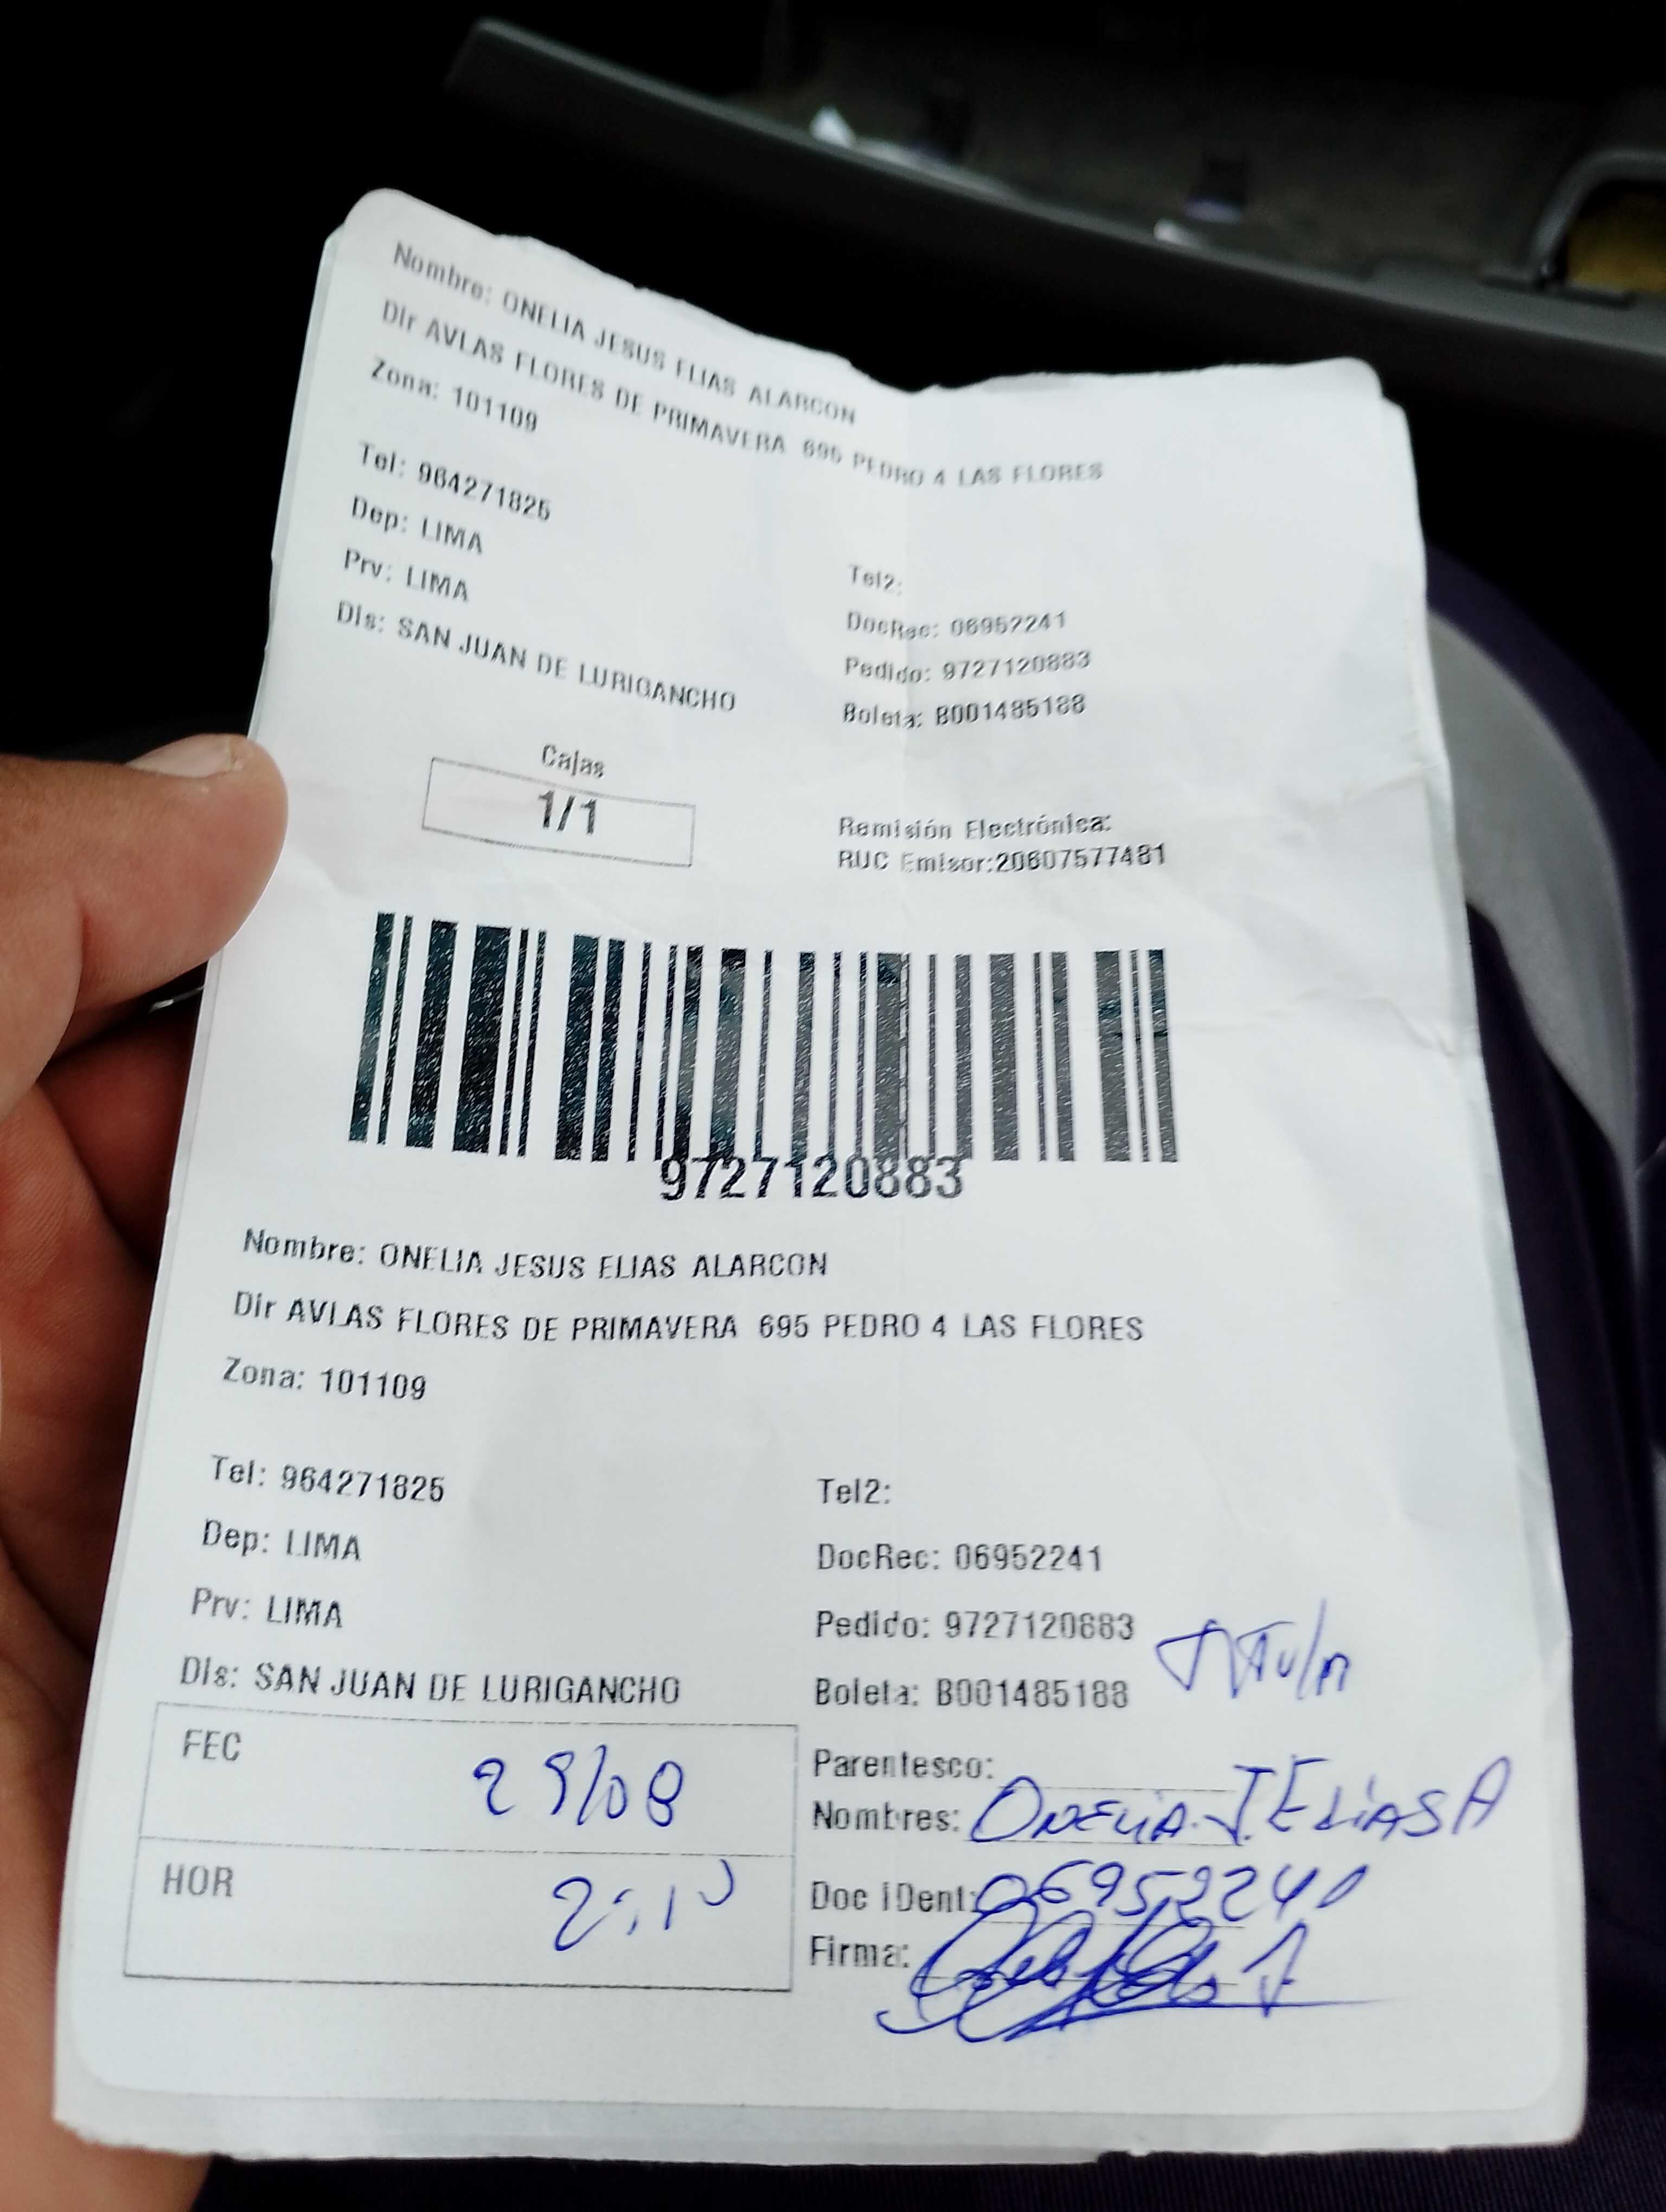 Nombre: ONELIA JESUS ELIAS ALARCON
Dir AVLAS FLORES DE PRIMAVERA 695 PEDRO 4 LAS FLORES
Zona: 101109
Tel: 964271825
Dep: LIMA
Prv: LIMA
Dis: SAN JUAN DE LURIGANCHO
Tel2:
DocRec: 06952241
Pedido: 9727120883
Boleta: B001485188
Cajas
1/1
Remisión Electrónica:
RUC Emisor:20607577481
9727120883
Nombre: ONELIA JESUS ELIAS ALARCON
Dir AVLAS FLORES DE PRIMAVERA 695 PEDRO 4 LAS FLORES
Zona: 101109
Tel: 964271825
Dep: LIMA
Prv: LIMA
Dis: SAN JUAN DE LURIGANCHO
Tel2:
DocRec: 06952241
Pedido: 9727120883
Boleta: B001485188
FEC 29/08
HOR
Parentesco:
Nombres: ONELIA J. ELIAS A
Doc iDent: 06952241
Firma: